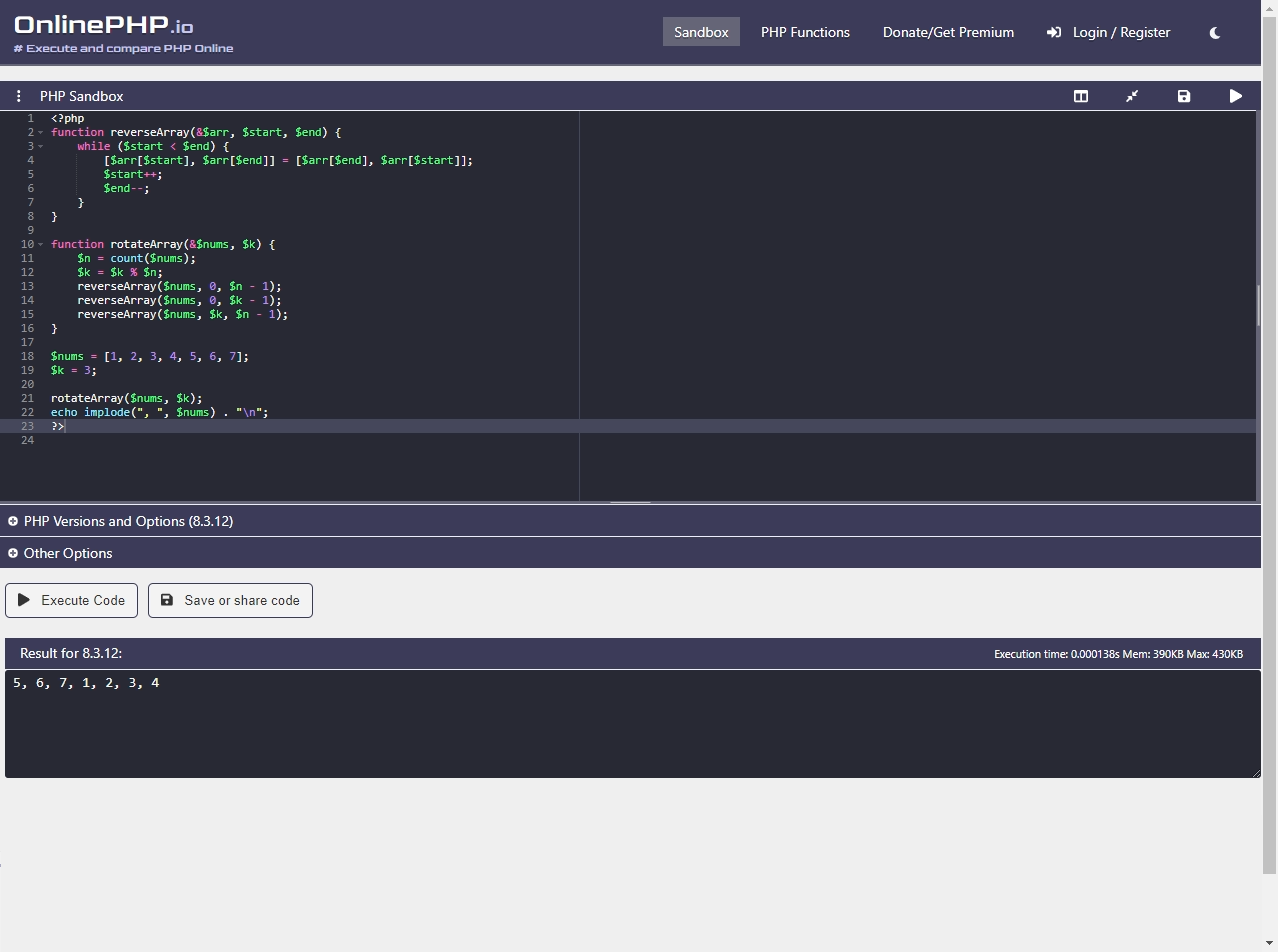 OnlinePHP.io
# Execute and compare PHP Online
Sandbox
PHP Functions
Donate/Get Premium
Login / Register
PHP Sandbox
1 <?php
2 function reverseArray(&$arr, $start, $end) {
3     while ($start < $end) {
4         [$arr[$start], $arr[$end]] = [$arr[$end], $arr[$start]];
5         $start++;
6         $end--;
7     }
8 }
9
10 function rotateArray(&$nums, $k) {
11     $n = count($nums);
12     $k = $k % $n;
13     reverseArray($nums, 0, $n - 1);
14     reverseArray($nums, 0, $k - 1);
15     reverseArray($nums, $k, $n - 1);
16 }
17
18 $nums = [1, 2, 3, 4, 5, 6, 7];
19 $k = 3;
20
21 rotateArray($nums, $k);
22 echo implode(", ", $nums) . "\n";
23 ?>
24
PHP Versions and Options (8.3.12)
Other Options
Execute Code
Save or share code
Result for 8.3.12:
Execution time: 0.000138s Mem: 390KB Max: 430KB
5, 6, 7, 1, 2, 3, 4